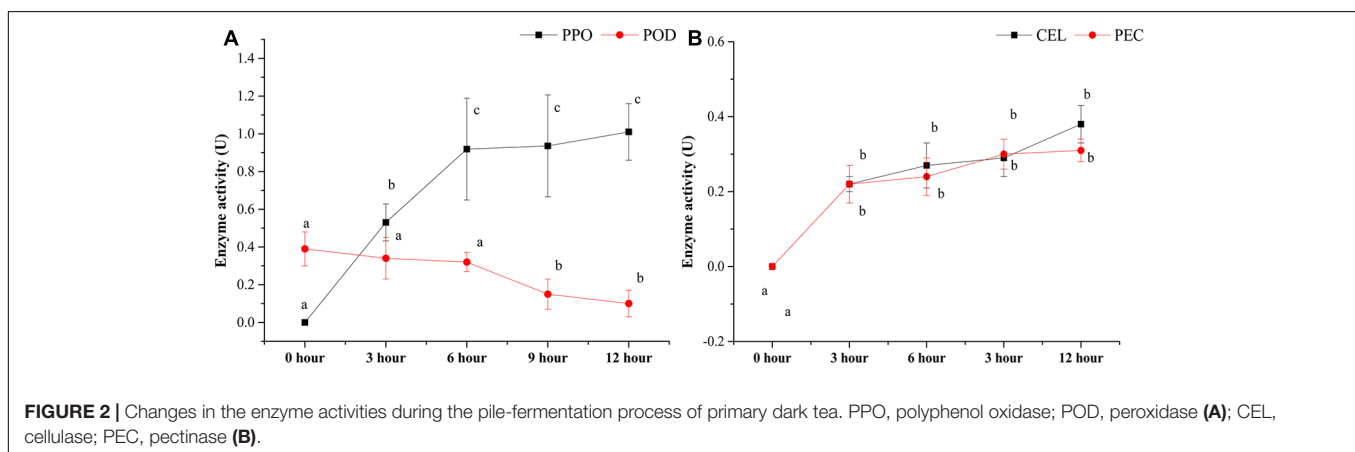 A
PPO
POD
1.4
1.2
1.0
0.8
0.6
0.4
0.2
0.0
Enzyme activity (U)
a
a
b
a
c
a
c
b
c
b
0 hour
3 hour
6 hour
9 hour
12 hour
B
CEL
PEC
0.6
0.4
0.2
0.0
-0.2
Enzyme activity (U)
a
a
b
b
b
b
b
b
b
b
0 hour
3 hour
6 hour
3 hour
12 hour
FIGURE 2 | Changes in the enzyme activities during the pile-fermentation process of primary dark tea. PPO, polyphenol oxidase; POD, peroxidase (A); CEL,
cellulase; PEC, pectinase (B).